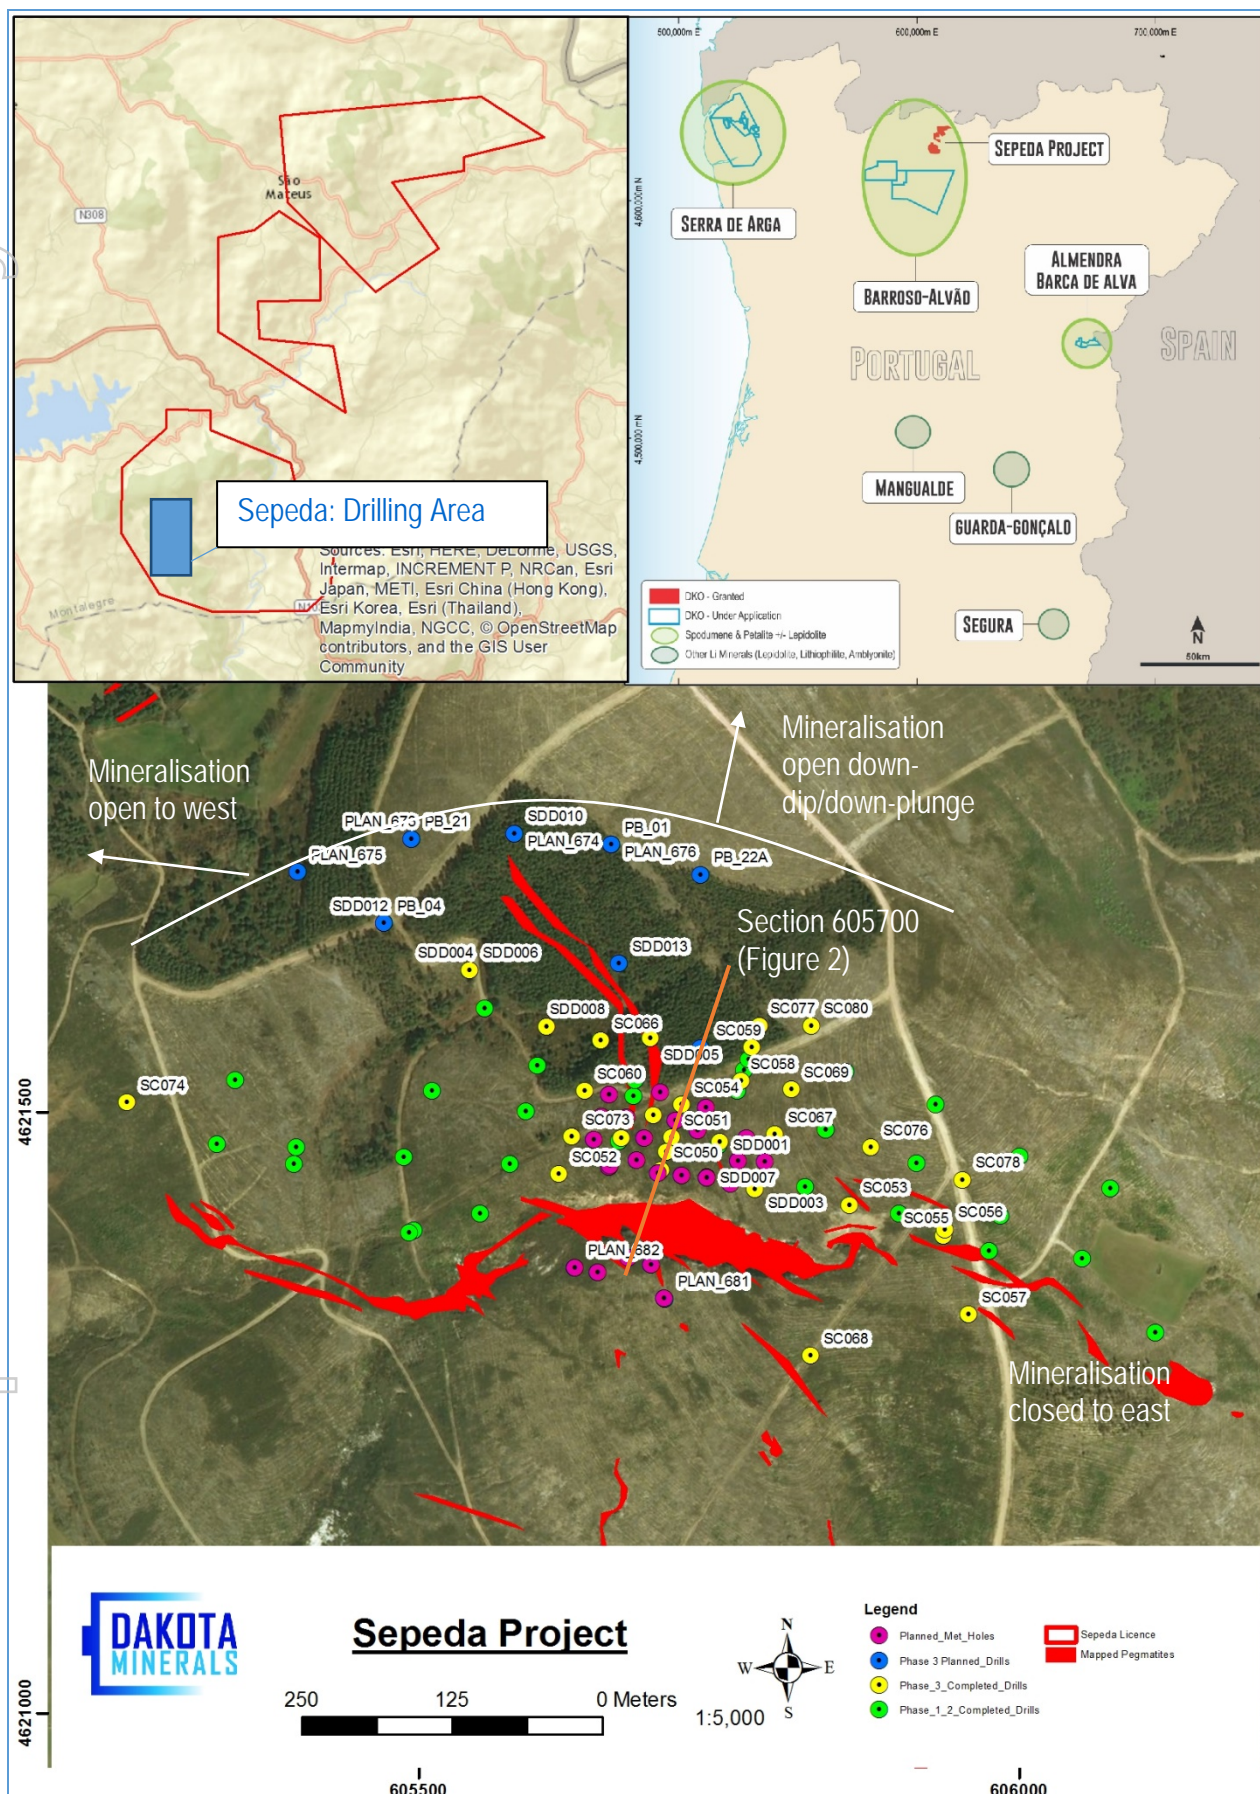 São
Mateus
N308
Sepeda: Drilling Area
Sources: Esri, HERE, DeLorme, USGS,
Intermap, INCREMENT P, NRCan, Esri
Japan, METI, Esri China (Hong Kong),
Esri Korea, Esri (Thailand),
MapmyIndia, NGCC, © OpenStreetMap
contributors, and the GIS User
Community
Montalegre
500,000m E
600,000m E
700,000m E
4,600,000m N
4,500,000 mN
SEPEDA PROJECT
SERRA DE ARGA
BARROSO-ALVÃO
ALMENDRA
BARCA DE ALVA
PORTUGAL
SPAIN
MANGUALDE
GUARDA-GONÇALO
SEGURA
DKO - Granted
DKO - Under Application
Spodumene & Petalite +/- Lepidolite
Other Li Minerals (Lepidolite, Lithiophilite, Amblyonite)
N
50km
Mineralisation
open to west
Mineralisation
open down-
dip/down-plunge
PB_21
SDD010
PLAN_674
PB_01
PLAN_676
PLAN_675
PB_22A
SDD012 PB_04
Section 605700
(Figure 2)
SDD004 SDD006
SDD013
SDD008
SC066
SC077
SC080
SC059
SDD005
SC058
SC074
SC060
SC054
SC069
SC073
SC051
SC067
SC076
SC052
SC050
SDD001
SC078
SDD007
SDD003
SC053
SC055
SC056
PLAN_682
PLAN_681
SC057
SC068
Mineralisation
closed to east
4621500
4621000
DAKOTA
MINERALS
Sepeda Project
250 125 0 Meters
1:5,000
N
W E
S
Legend
Planned_Met_Holes
Phase 3 Planned_Drills
Phase_3_Completed_Drills
Phase_1_2_Completed_Drills
Sepeda Licence
Mapped Pegmatites
605500
606000